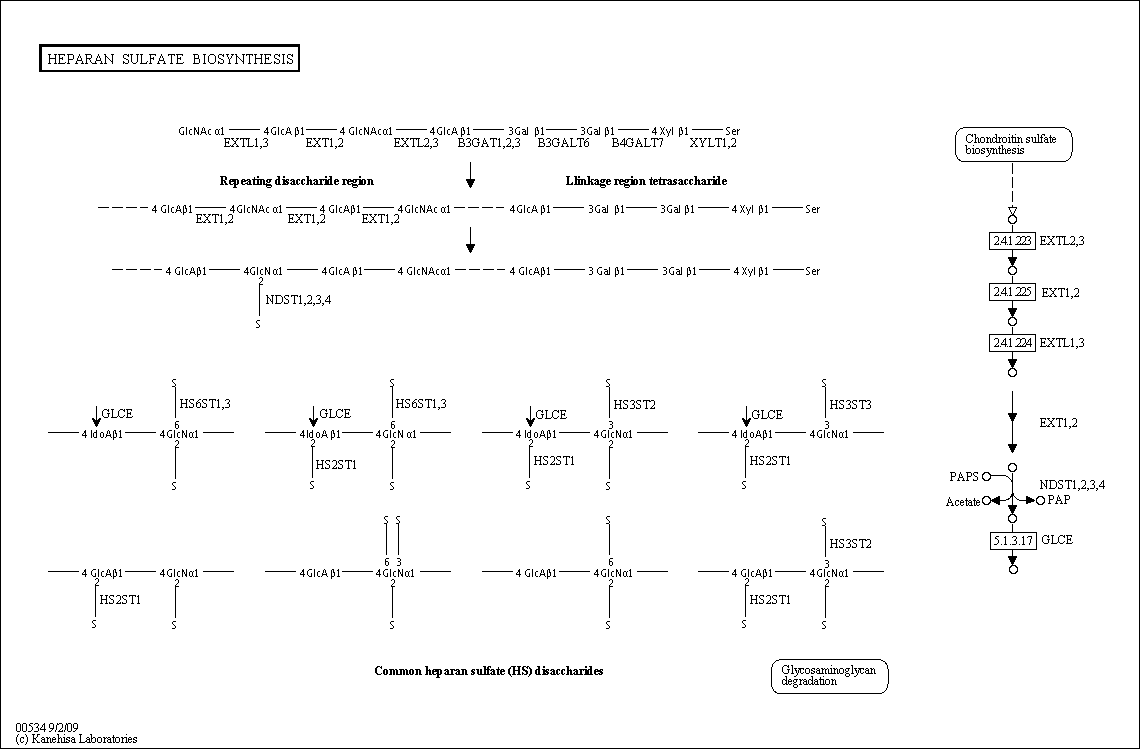 HEPARAN SULFATE BIOSYNTHESIS
GlcNAc α1 4GlcA β1 4 GlcNAcα1 4GlcA β1 3Gal β1 3Gal β1 4 Xyl β1 Ser
EXTL1,3 EXT1,2 EXTL2,3 B3GAT1,2,3 B3GALT6 B4GALT7 XYLT1,2
Repeating disaccharide region Llinkage region tetrasaccharide
4 GlcAβ1 4GlcNAc α1 4 GlcAβ1 4 GlcNAc α1 4 GlcAβ1 3Gal β1 3Gal β1 4 Xyl β1 Ser
EXT1,2 EXT1,2 EXT1,2
4 GlcAβ1 4GlcNα1 4GlcA β1 4 GlcNAcα1 4 GlcAβ1 3 Gal β1 3Gal β1 4 Xyl β1 Ser
2
NDST1,2,3,4
S
S S S S
HS6ST1,3 HS6ST1,3 HS3ST2 HS3ST3
GLCE GLCE GLCE GLCE
6 6 3 3
4 IdoAβ1 4GlcNα1 4IdoA β1 4GlcN α1 4 IdoAβ1 4GlcNα1 4 IdoAβ1 4GlcNα1
2 2 2 2 2 2 2
HS2ST1 HS2ST1 HS2ST1
S S S S S S S
S S S S
HS3ST2
6 3 6 3
4 GlcAβ1 4GlcNα1 4GlcA β1 4GlcNα1 4 GlcAβ1 4GlcNα1 4 GlcAβ1 4GlcNα1
2 2 2 2 2 2
HS2ST1 HS2ST1
S S S S S S
Common heparan sulfate (HS) disaccharides
Glycosaminoglycan
degradation
Chondroitin sulfate
biosynthesis
2.4.1.223 EXTL2,3
2.4.1.225 EXT1,2
2.4.1.224 EXTL1,3
EXT1,2
PAPS
NDST1,2,3,4
Acetate PAP
5.1.3.17 GLCE
00534 9/2/09
(c) Kanehisa Laboratories